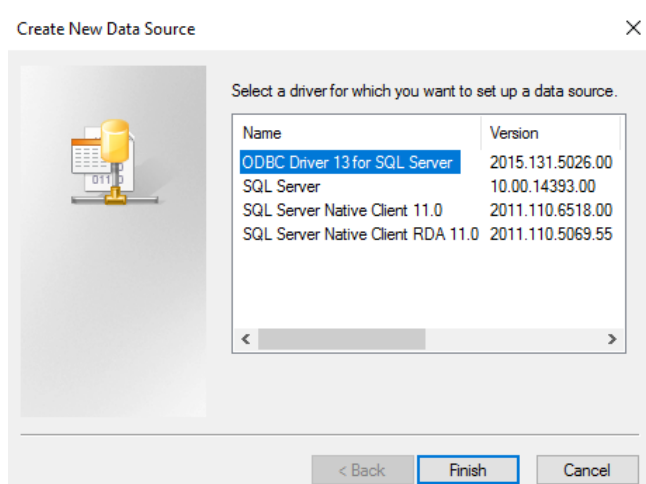 Create New Data Source
Select a driver for which you want to set up a data source.
Name Version
ODBC Driver 13 for SQL Server 2015.131.5026.00
SQL Server 10.00.14393.00
SQL Server Native Client 11.0 2011.110.6518.00
SQL Server Native Client RDA 11.0 2011.110.5069.55
< Back Finish Cancel